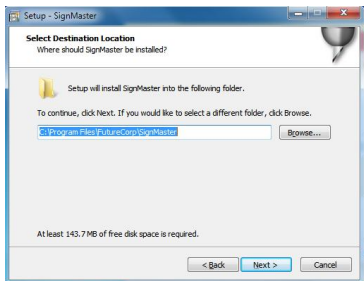 Setup - SignMaster
Select Destination Location
Where should SignMaster be installed?
Setup will install SignMaster into the following folder.
To continue, click Next. If you would like to select a different folder, click Browse.
C:\Program Files\FutureCorp\SignMaster
Browse...
At least 143.7 MB of free disk space is required.
< Back
Next >
Cancel